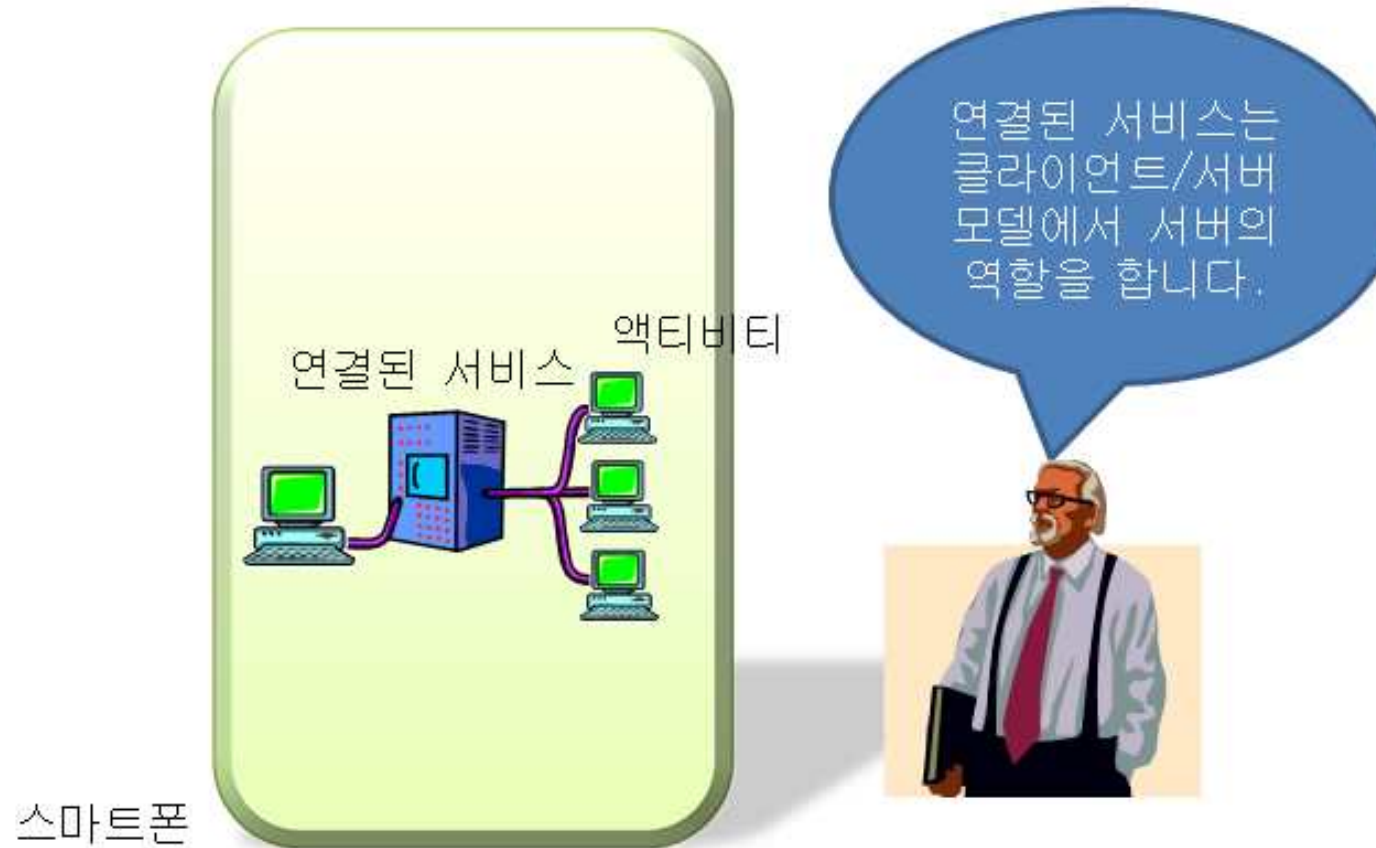 연결된 서비스는
클라이언트/서버
모델에서 서버의
역할을 합니다.
액티비티
연결된 서비스
스마트폰